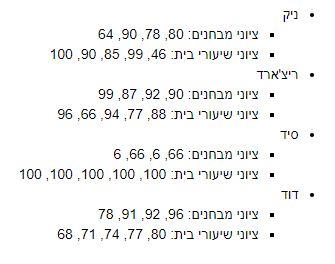 ניק
ציוני מבחנים: 80, 78, 90, 64
ציוני שיעורי בית: 46, 99, 85, 90, 100
ריצ'ארד
ציוני מבחנים: 90, 92, 87, 99
ציוני שיעורי בית: 88, 77, 94, 66, 96
סיד
ציוני מבחנים: 66, 6, 66, 6
ציוני שיעורי בית: 100, 100, 100, 100, 100
דוד
ציוני מבחנים: 96, 92, 91, 78
ציוני שיעורי בית: 80, 77, 74, 71, 68